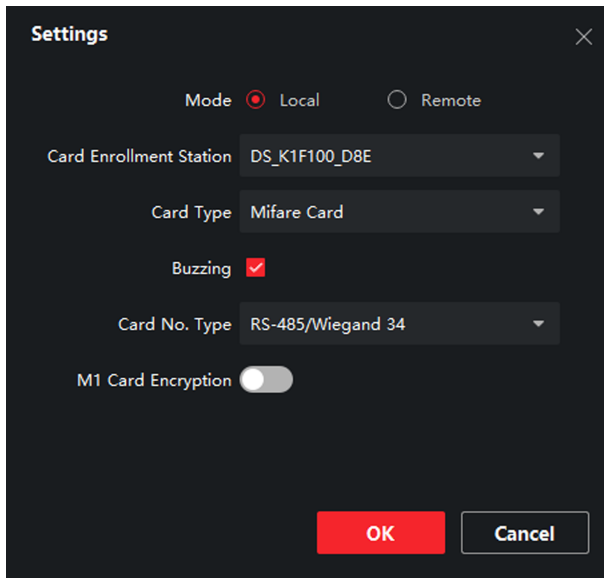 Settings
Mode Local Remote
Card Enrollment Station DS_K1F100_D8E
Card Type Mifare Card
Buzzing
Card No. Type RS-485/Wiegand 34
M1 Card Encryption
OK Cancel